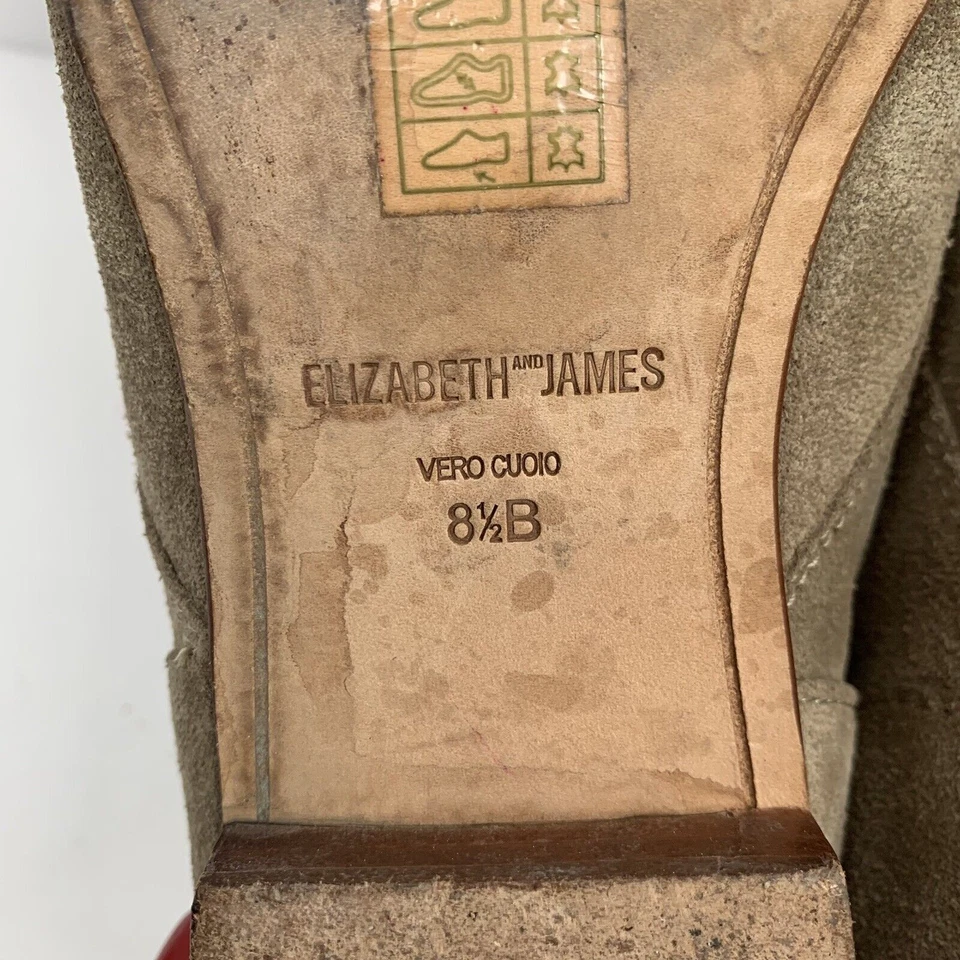 ELIZABETH AND JAMES
VERO CUOIO
8½B